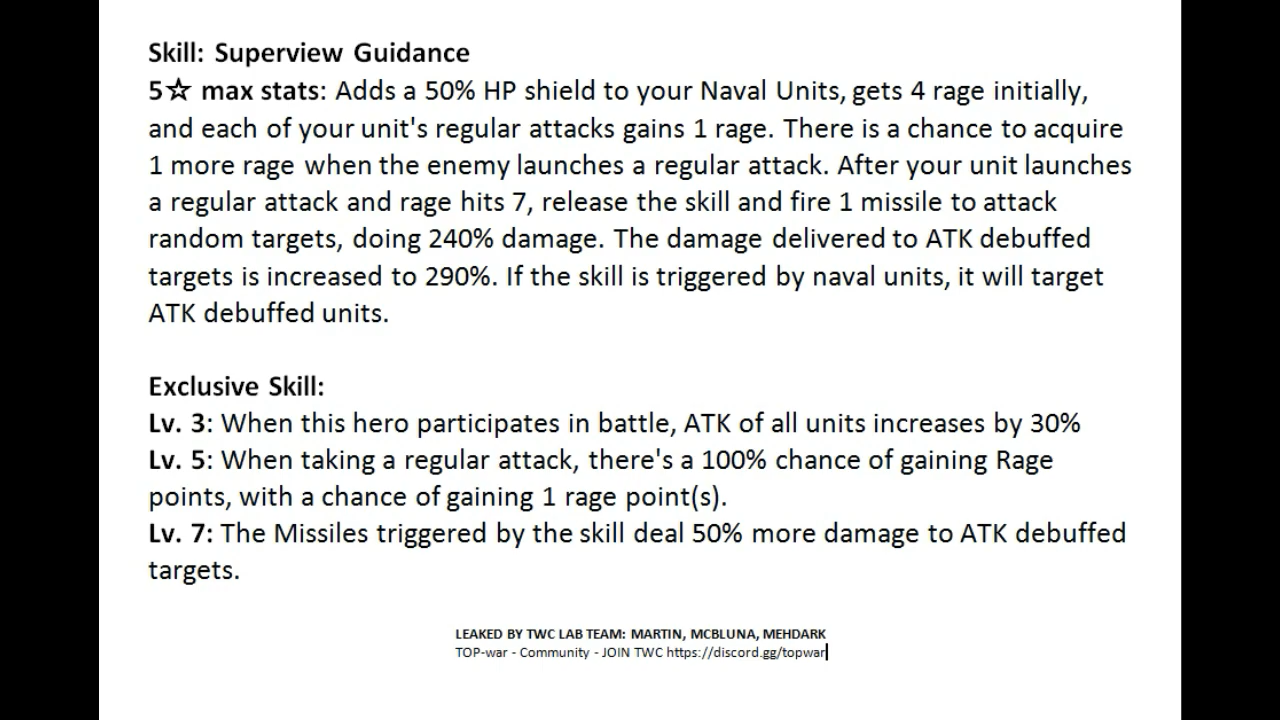 Skill: Superview Guidance
5☆ max stats: Adds a 50% HP shield to your Naval Units, gets 4 rage initially,
and each of your unit's regular attacks gains 1 rage. There is a chance to acquire
1 more rage when the enemy launches a regular attack. After your unit launches
a regular attack and rage hits 7, release the skill and fire 1 missile to attack
random targets, doing 240% damage. The damage delivered to ATK debuffed
targets is increased to 290%. If the skill is triggered by naval units, it will target
ATK debuffed units.
Exclusive Skill:
Lv. 3: When this hero participates in battle, ATK of all units increases by 30%
Lv. 5: When taking a regular attack, there's a 100% chance of gaining Rage
points, with a chance of gaining 1 rage point(s).
Lv. 7: The Missiles triggered by the skill deal 50% more damage to ATK debuffed
targets.
LEAKED BY TWC LAB TEAM: MARTIN, MCBLUNA, MEHDARK
TOP-war - Community - JOIN TWC https://discord.gg/topwar